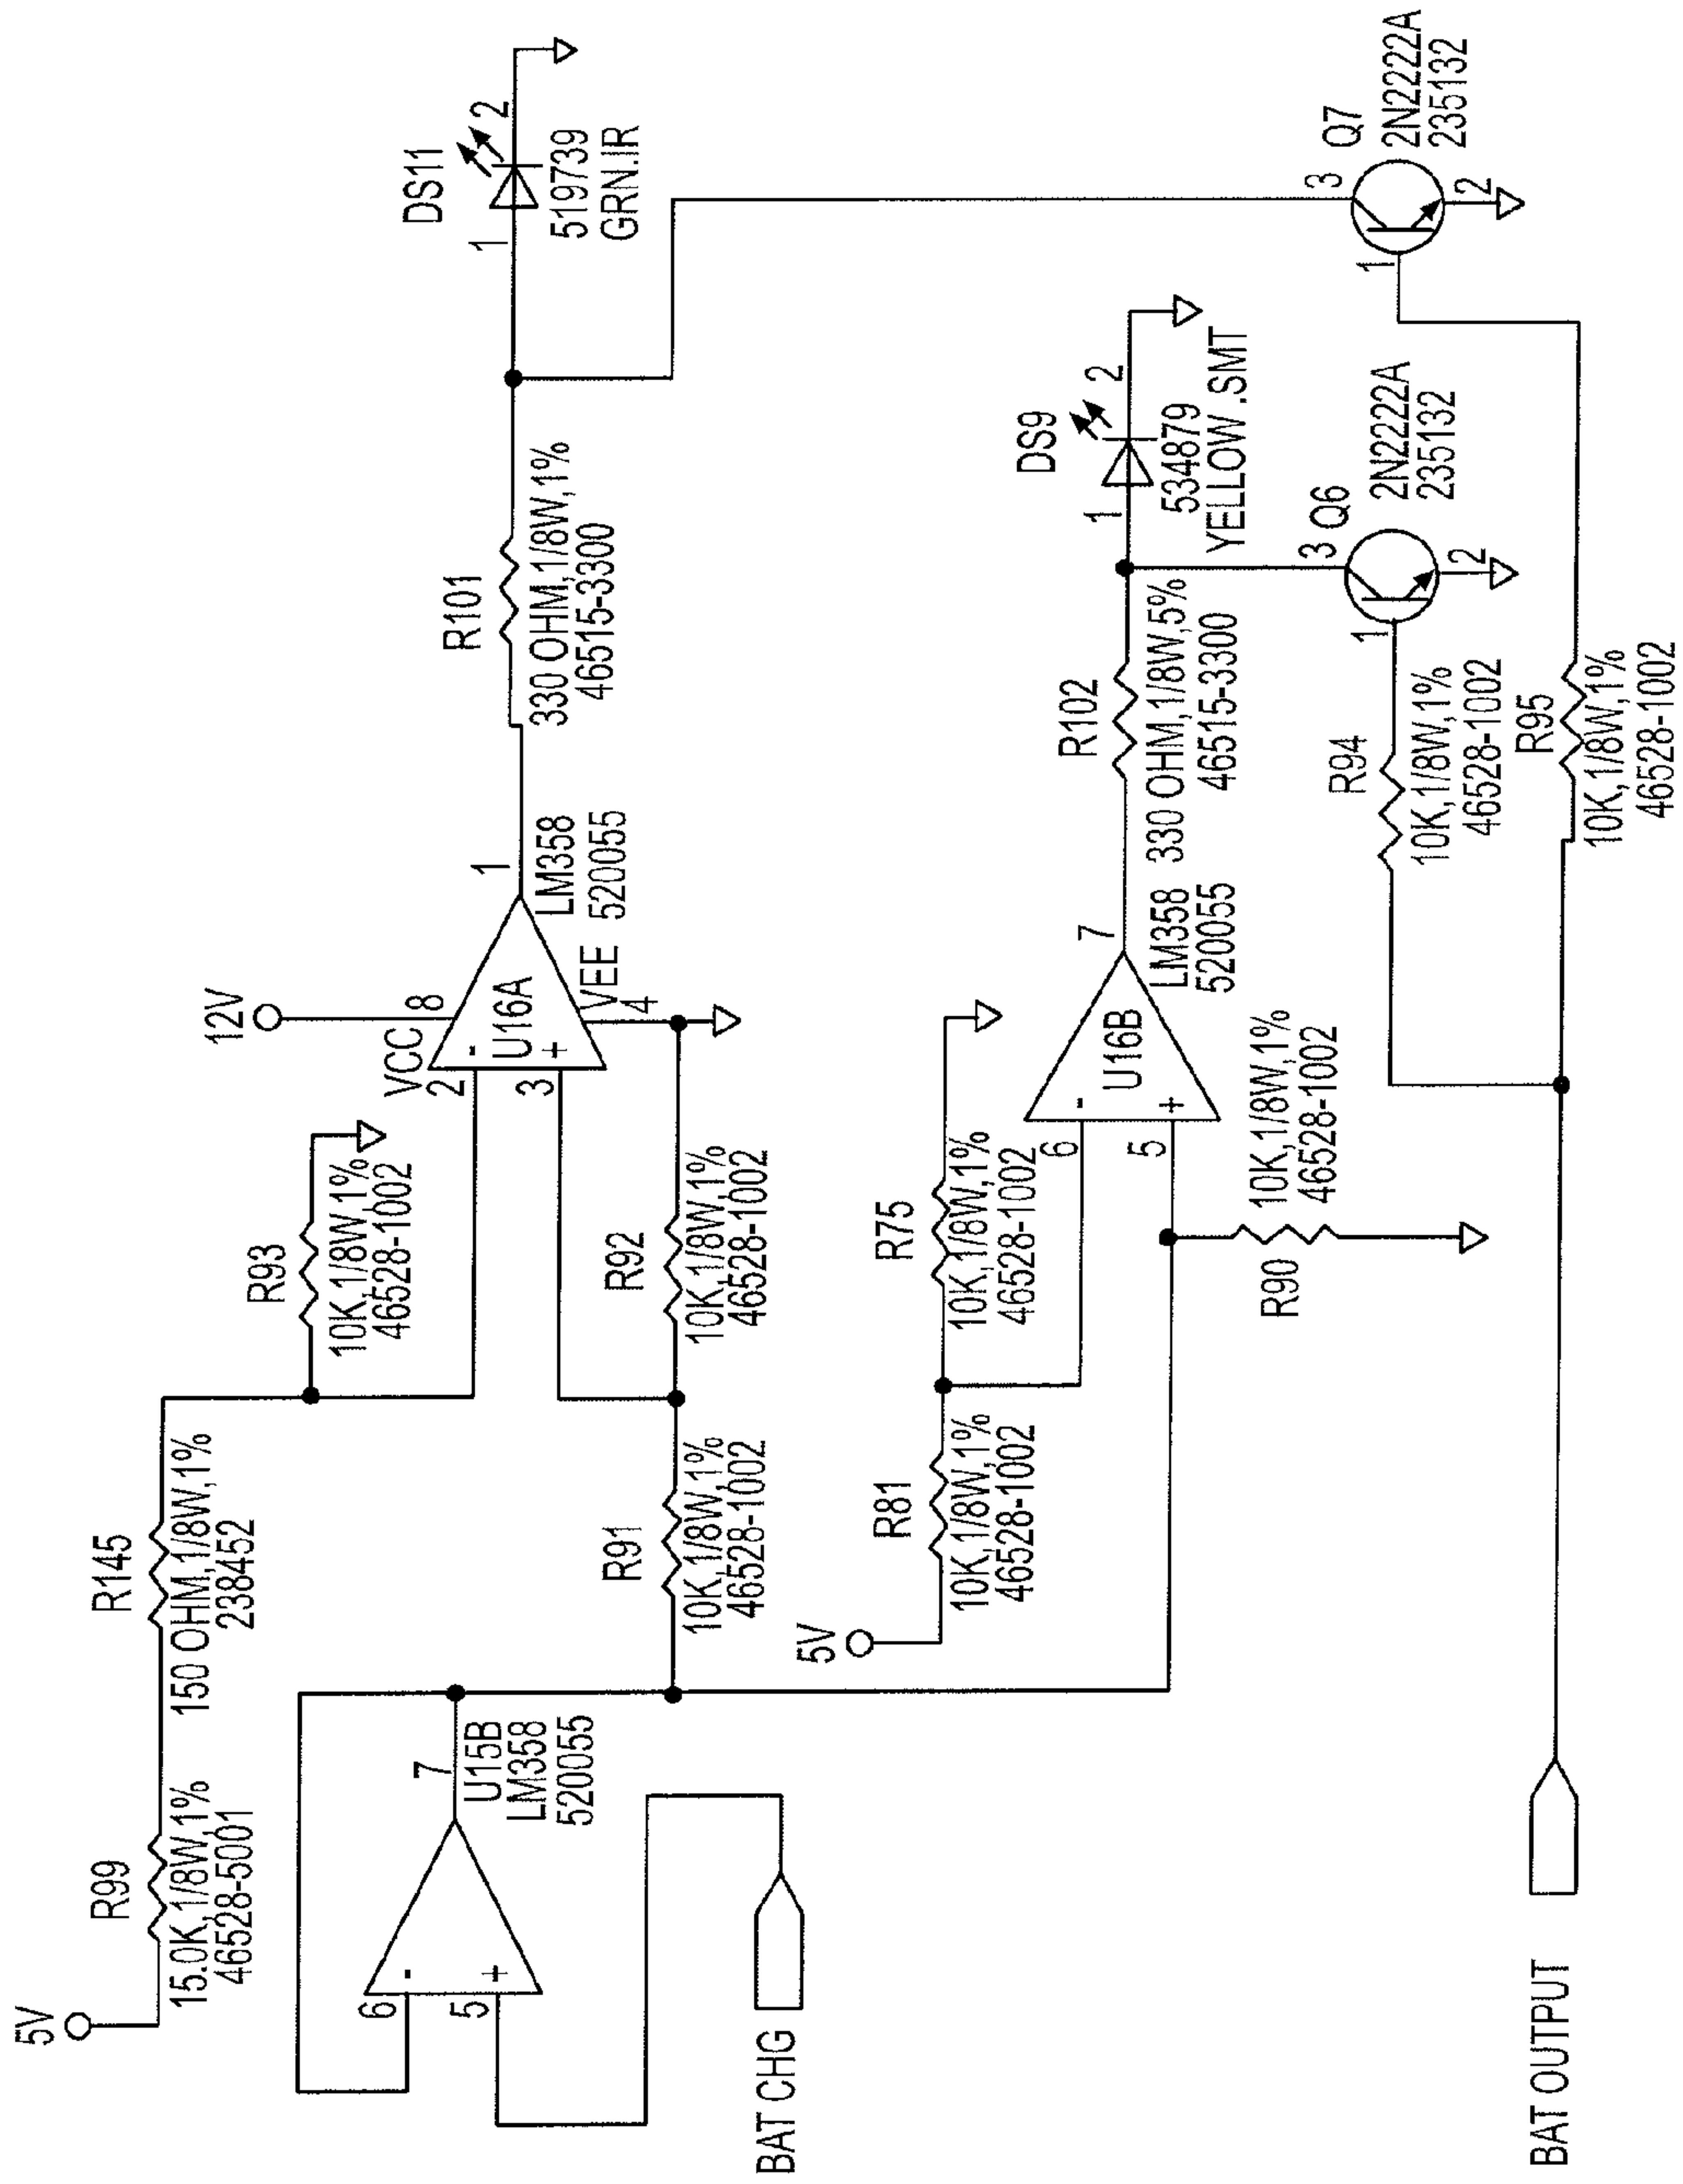 5V
R99
15.0K,1/8W,1%
46528-5001
R145
150 OHM,1/8W,1%
238452
R93
10K,1/8W,1%
46528-1002
12V
VCC
8
2
-
U16A
3
+
VEE
4
1
LM358
520055
R101
330 OHM,1/8W,1%
46515-3300
DS11
1
2
519739
GRN.IR
6
-
5
+
7
U15B
LM358
520055
BAT CHG
R91
10K,1/8W,1%
46528-1002
R92
10K,1/8W,1%
46528-1002
5V
R81
10K,1/8W,1%
46528-1002
R75
10K,1/8W,1%
46528-1002
6
-
U16B
5
+
7
LM358
520055
R90
10K,1/8W,1%
46528-1002
R102
330 OHM,1/8W,5%
46515-3300
DS9
1
2
534879
YELLOW .SMT
3
Q6
1
2
2N2222A
235132
3
Q7
1
2
2N2222A
235132
R94
10K,1/8W,1%
46528-1002
R95
10K,1/8W,1%
46528-1002
BAT OUTPUT